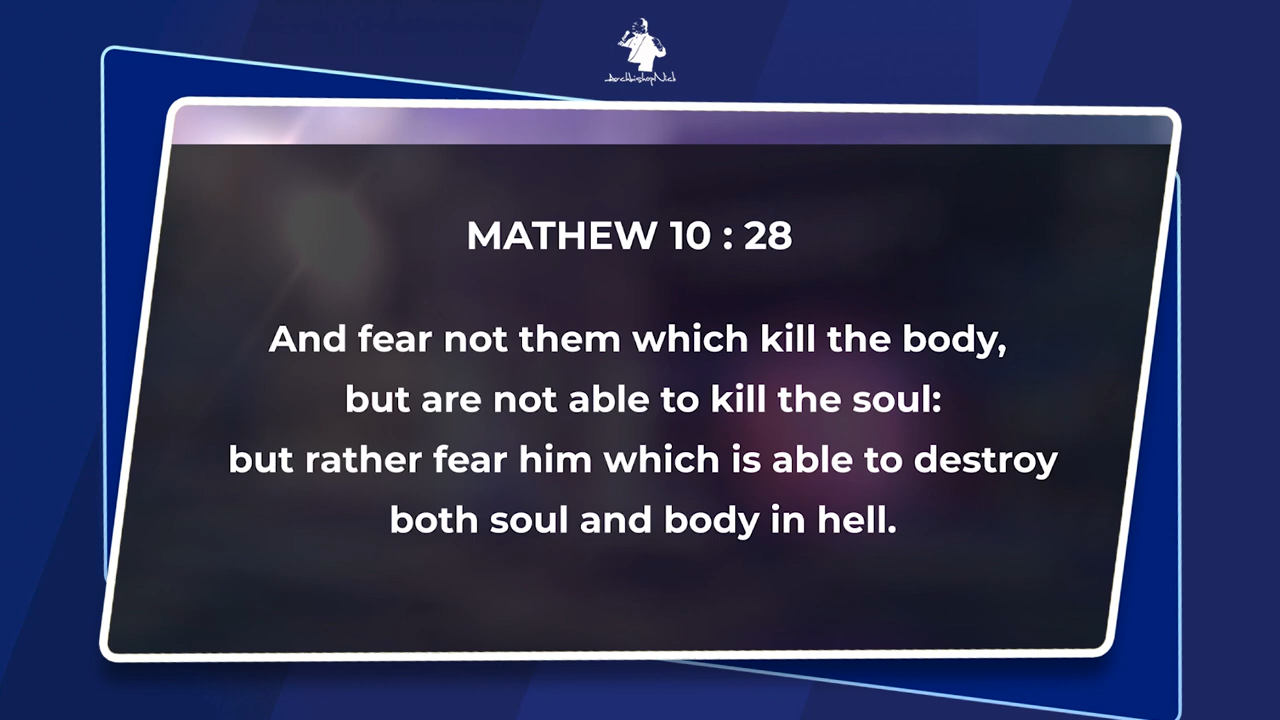 ArchbishopNick
MATHEW 10 : 28
And fear not them which kill the body,
but are not able to kill the soul:
but rather fear him which is able to destroy
both soul and body in hell.